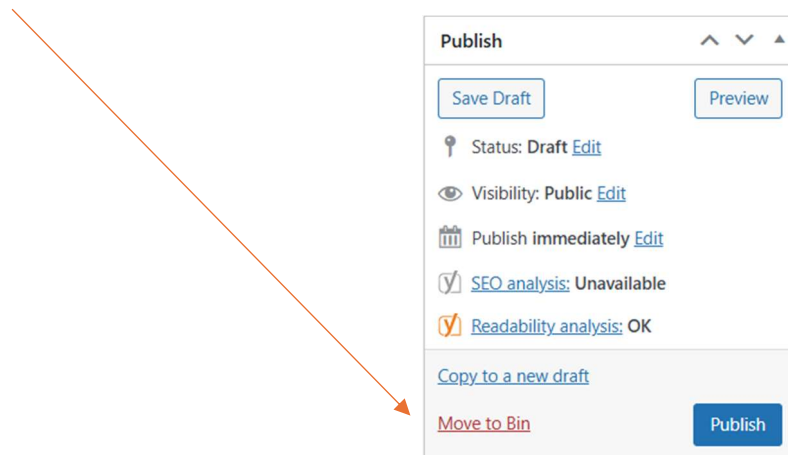 Publish
Save Draft Preview
Status: Draft Edit
Visibility: Public Edit
Publish immediately Edit
SEO analysis: Unavailable
Readability analysis: OK
Copy to a new draft
Move to Bin Publish